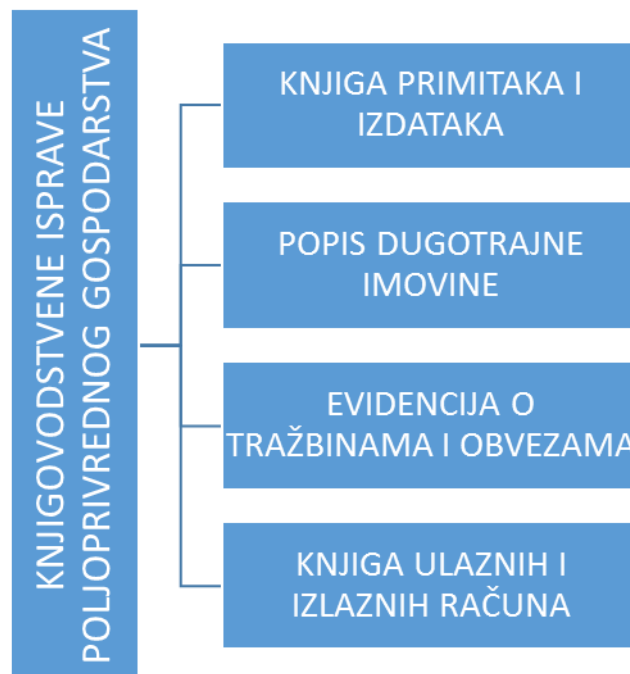 KNJIGOVODSTVENE ISPRAVE
POLJOPRIVREDNOG GOSPODARSTVA
KNJIGA PRIMITAKA I
IZDATAKA
POPIS DUGOTRAJNE
IMOVINE
EVIDENCIJA O
TRAŽBINAMA I OBVEZAMA
KNJIGA ULAZNIH I
IZLAZNIH RAČUNA